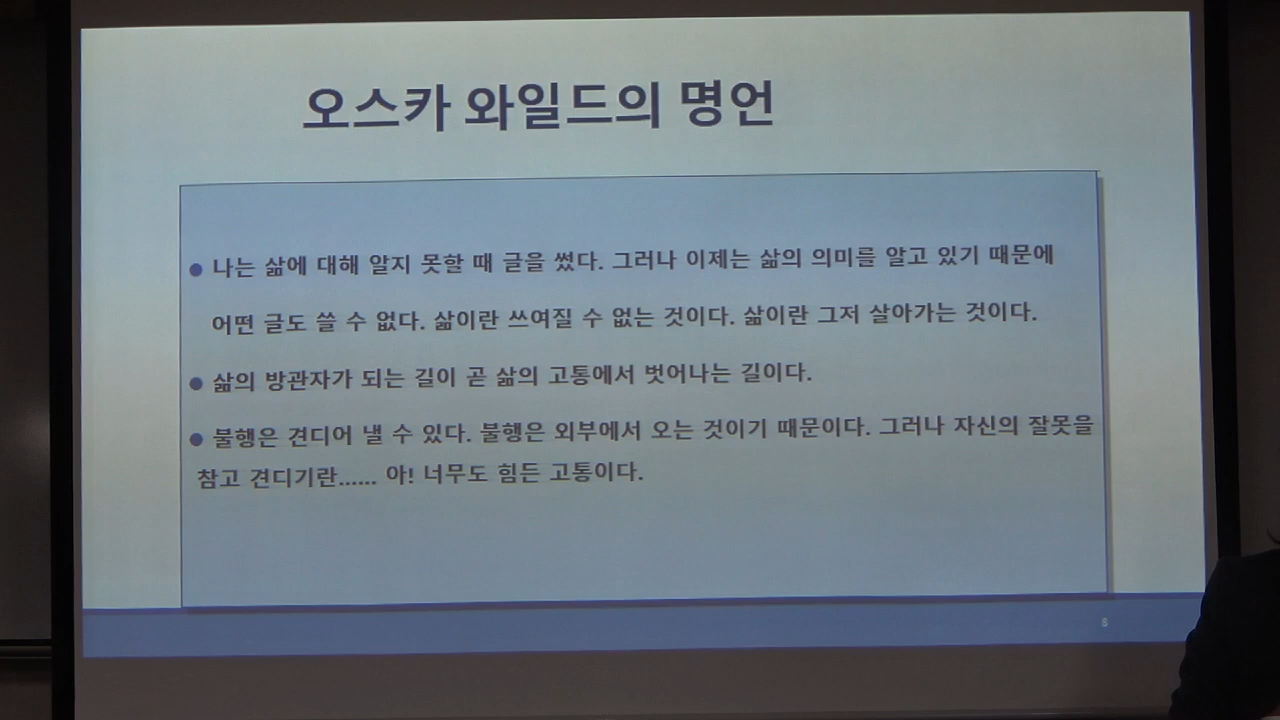 오스카 와일드의 명언
● 나는 삶에 대해 알지 못할 때 글을 썼다. 그러나 이제는 삶의 의미를 알고 있기 때문에
어떤 글도 쓸 수 없다. 삶이란 쓰여질 수 없는 것이다. 삶이란 그저 살아가는 것이다.
● 삶의 방관자가 되는 길이 곧 삶의 고통에서 벗어나는 길이다.
● 불행은 견디어 낼 수 있다. 불행은 외부에서 오는 것이기 때문이다. 그러나 자신의 잘못을
참고 견디기란...... 아! 너무도 힘든 고통이다.
8